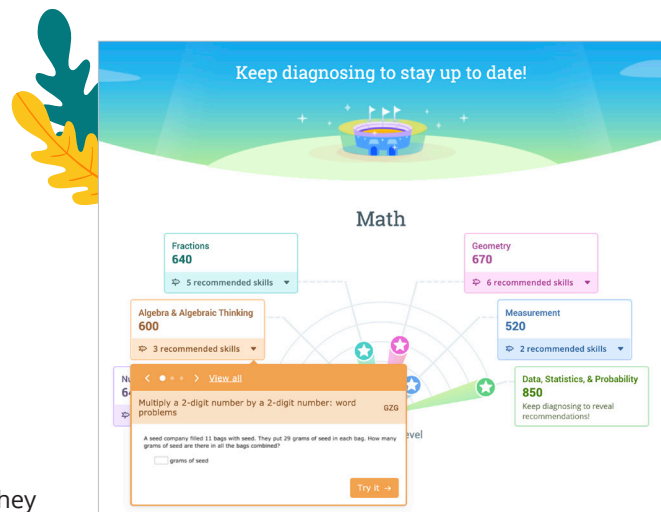 Keep diagnosing to stay up to date!
Math
Fractions
640
5 recommended skills
Geometry
670
6 recommended skills
Algebra & Algebraic Thinking
600
3 recommended skills
Measurement
520
2 recommended skills
View all
Multiply a 2-digit number by a 2-digit number: word
problems
GZG
A seed company filled 11 bags with seed. They put 29 grams of seed in each bag. How many
grams of seed are there in all the bags combined?
grams of seed
Try it →
Data, Statistics, & Probability
850
Keep diagnosing to reveal
recommendations!
hey